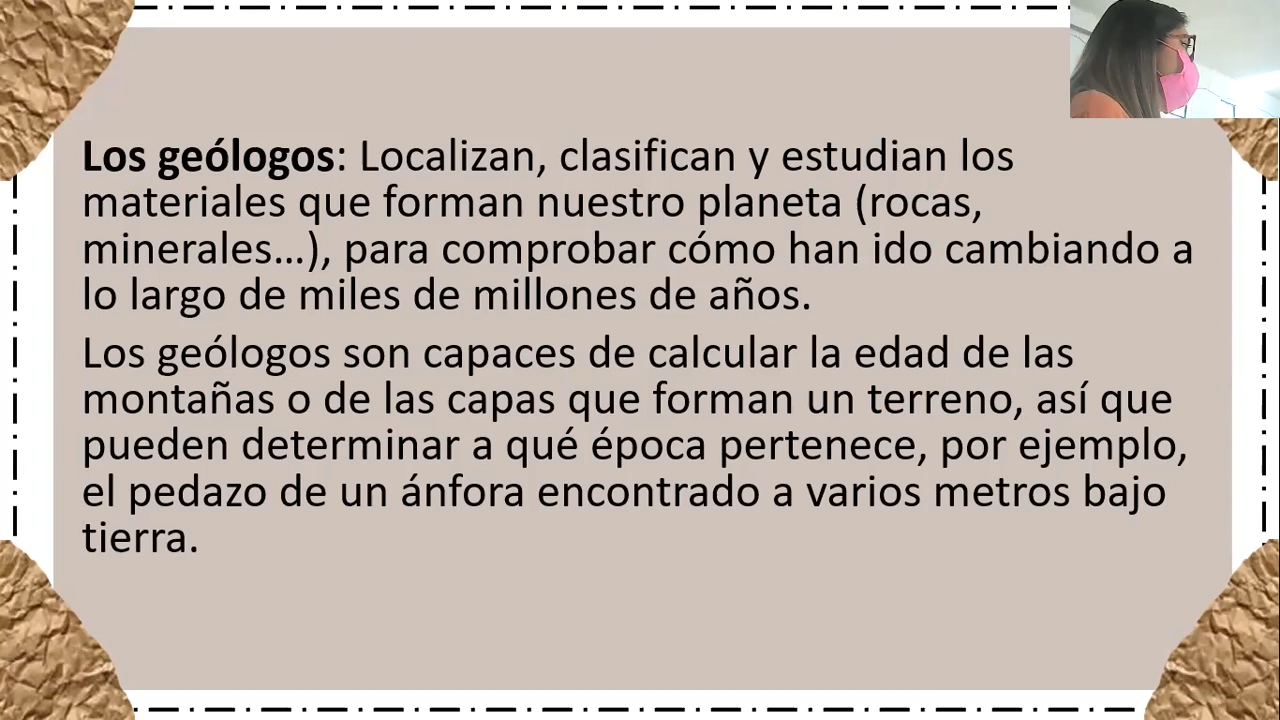 Los geólogos: Localizan, clasifican y estudian los
materiales que forman nuestro planeta (rocas,
minerales…), para comprobar cómo han ido cambiando a
lo largo de miles de millones de años.
Los geólogos son capaces de calcular la edad de las
montañas o de las capas que forman un terreno, así que
pueden determinar a qué época pertenece, por ejemplo,
el pedazo de un ánfora encontrado a varios metros bajo
tierra.